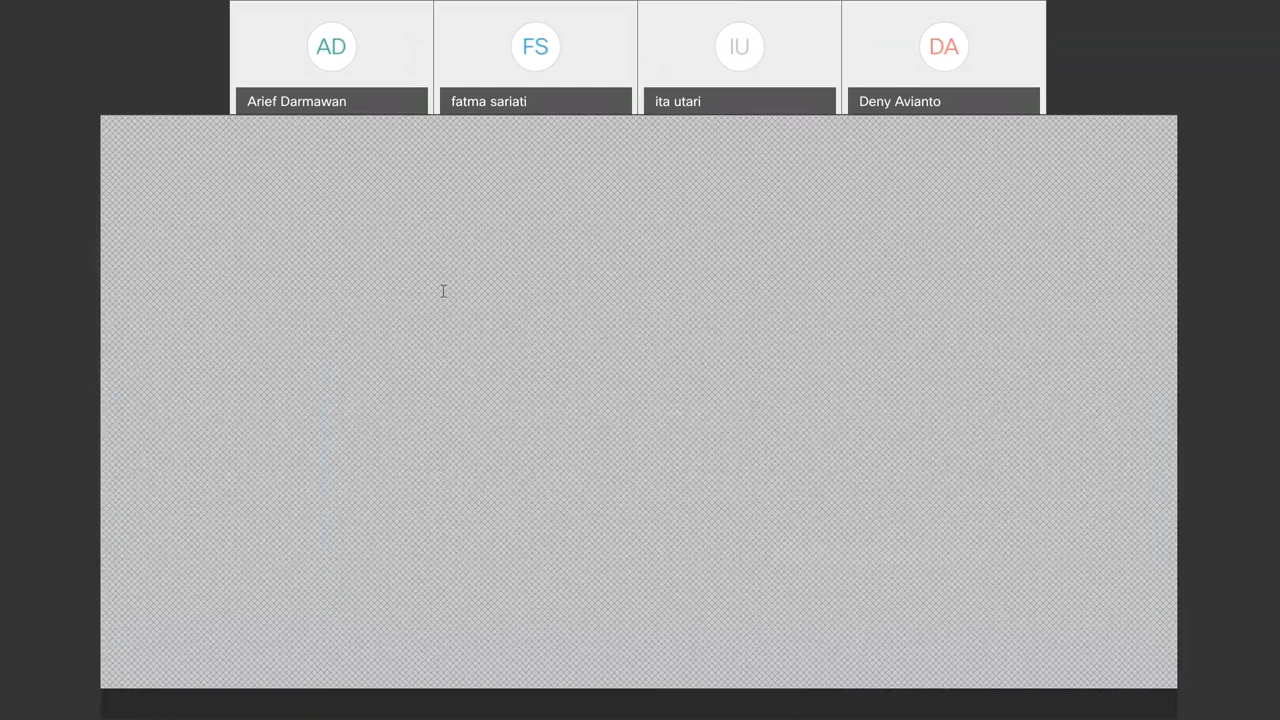 AD
FS
IU
DA
Arief Darmawan
fatma sariati
ita utari
Deny Avianto